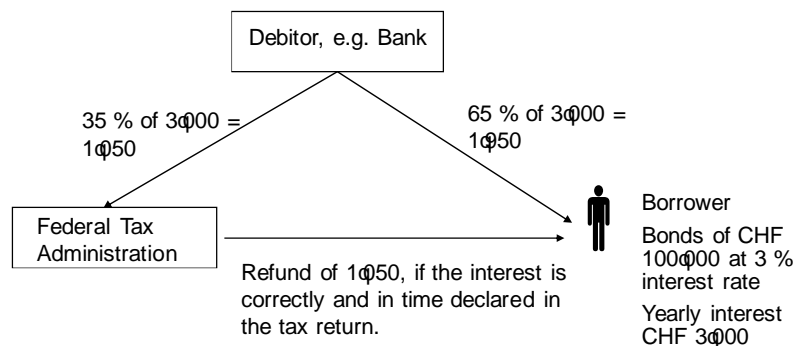 Debitor, e.g. Bank
35 % of 3'000 =
1'050
65 % of 3'000 =
1'950
Federal Tax
Administration
Refund of 1'050, if the interest is
correctly and in time declared in
the tax return.
Borrower
Bonds of CHF
100'000 at 3 %
interest rate
Yearly interest
CHF 3'000